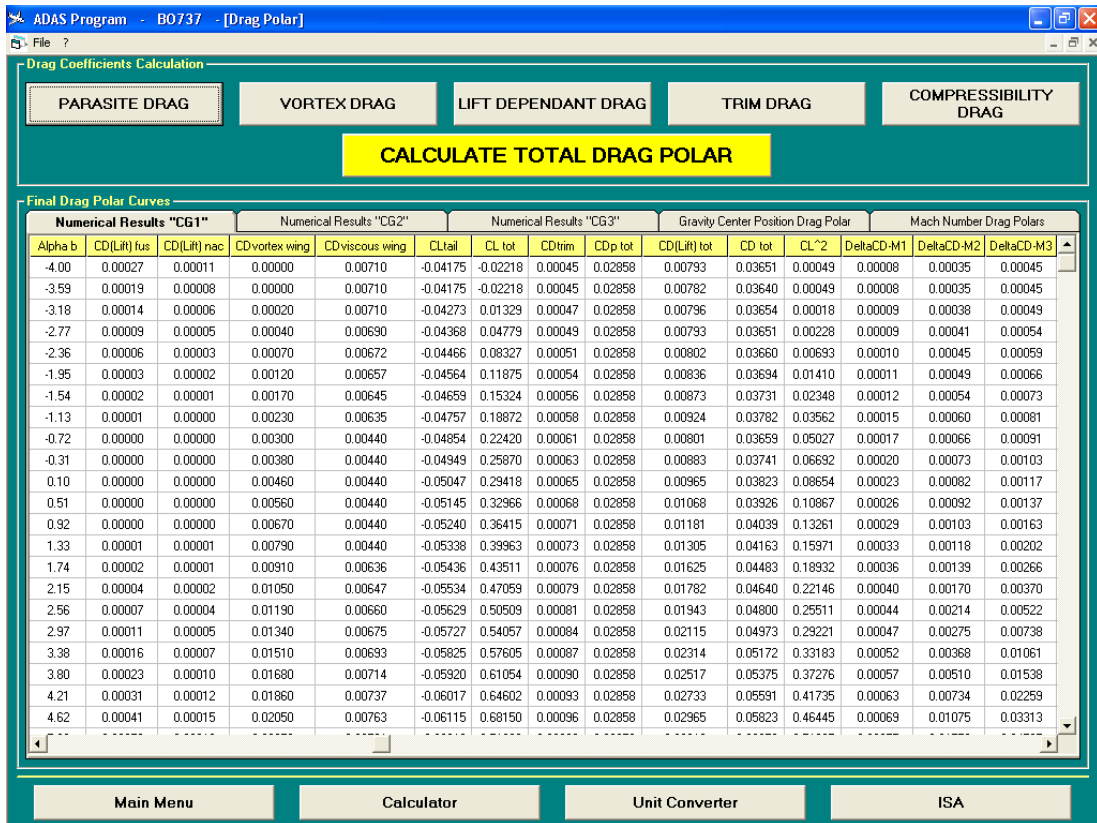 ADAS Program - BO737 - [Drag Polar]
File ?
Drag Coefficients Calculation
PARASITE DRAG VORTEX DRAG LIFT DEPENDANT DRAG TRIM DRAG COMPRESSIBILITY DRAG
CALCULATE TOTAL DRAG POLAR
Final Drag Polar Curves
Numerical Results "CG1" Numerical Results "CG2" Numerical Results "CG3" Gravity Center Position Drag Polar Mach Number Drag Polars
Alpha b CD(Lift) fus CD(Lift) nac CDvortex wing CDviscous wing CLtail CL tot CDtrim CDp tot CD(Lift) tot CD tot CL^2 DeltaCD-M1 DeltaCD-M2 DeltaCD-M3
-4.00 0.00027 0.00011 0.00000 0.00710 -0.04175 -0.02218 0.00045 0.02858 0.00793 0.03651 0.00049 0.00008 0.00035 0.00045
-3.59 0.00019 0.00008 0.00000 0.00710 -0.04175 -0.02218 0.00045 0.02858 0.00782 0.03640 0.00049 0.00008 0.00035 0.00045
-3.18 0.00014 0.00006 0.00020 0.00710 -0.04273 0.01329 0.00047 0.02858 0.00796 0.03654 0.00018 0.00009 0.00038 0.00049
-2.77 0.00009 0.00005 0.00040 0.00690 -0.04368 0.04779 0.00049 0.02858 0.00793 0.03651 0.00228 0.00009 0.00041 0.00054
-2.36 0.00006 0.00003 0.00070 0.00672 -0.04466 0.08327 0.00051 0.02858 0.00802 0.03660 0.00693 0.00010 0.00045 0.00059
-1.95 0.00003 0.00002 0.00120 0.00657 -0.04564 0.11875 0.00054 0.02858 0.00836 0.03694 0.01410 0.00011 0.00049 0.00066
-1.54 0.00002 0.00001 0.00170 0.00645 -0.04659 0.15324 0.00056 0.02858 0.00873 0.03731 0.02348 0.00012 0.00054 0.00073
-1.13 0.00001 0.00000 0.00230 0.00635 -0.04757 0.18872 0.00058 0.02858 0.00924 0.03782 0.03562 0.00015 0.00060 0.00081
-0.72 0.00000 0.00000 0.00300 0.00440 -0.04854 0.22420 0.00061 0.02858 0.00801 0.03659 0.05027 0.00017 0.00066 0.00091
-0.31 0.00000 0.00000 0.00380 0.00440 -0.04949 0.25870 0.00063 0.02858 0.00883 0.03741 0.06692 0.00020 0.00073 0.00103
0.10 0.00000 0.00000 0.00460 0.00440 -0.05047 0.29418 0.00065 0.02858 0.00965 0.03823 0.08654 0.00023 0.00082 0.00117
0.51 0.00000 0.00000 0.00560 0.00440 -0.05145 0.32966 0.00068 0.02858 0.01068 0.03926 0.10867 0.00026 0.00092 0.00137
0.92 0.00000 0.00000 0.00670 0.00440 -0.05240 0.36415 0.00071 0.02858 0.01181 0.04039 0.13261 0.00029 0.00103 0.00163
1.33 0.00001 0.00001 0.00790 0.00440 -0.05338 0.39963 0.00073 0.02858 0.01305 0.04163 0.15971 0.00033 0.00118 0.00202
1.74 0.00002 0.00001 0.00910 0.00636 -0.05436 0.43511 0.00076 0.02858 0.01625 0.04483 0.18932 0.00036 0.00139 0.00266
2.15 0.00004 0.00002 0.01050 0.00647 -0.05534 0.47059 0.00079 0.02858 0.01782 0.04640 0.22146 0.00040 0.00170 0.00370
2.56 0.00007 0.00004 0.01190 0.00660 -0.05629 0.50509 0.00081 0.02858 0.01943 0.04800 0.25511 0.00044 0.00214 0.00522
2.97 0.00011 0.00005 0.01340 0.00675 -0.05727 0.54057 0.00084 0.02858 0.02115 0.04973 0.29221 0.00047 0.00275 0.00738
3.38 0.00016 0.00007 0.01510 0.00693 -0.05825 0.57605 0.00087 0.02858 0.02314 0.05172 0.33183 0.00052 0.00368 0.01061
3.80 0.00023 0.00010 0.01680 0.00714 -0.05920 0.61054 0.00090 0.02858 0.02517 0.05375 0.37276 0.00057 0.00510 0.01538
4.21 0.00031 0.00012 0.01860 0.00737 -0.06017 0.64602 0.00093 0.02858 0.02733 0.05591 0.41735 0.00063 0.00734 0.02259
4.62 0.00041 0.00015 0.02050 0.00763 -0.06115 0.68150 0.00096 0.02858 0.02965 0.05823 0.46445 0.00069 0.01075 0.03313
Main Menu Calculator Unit Converter ISA